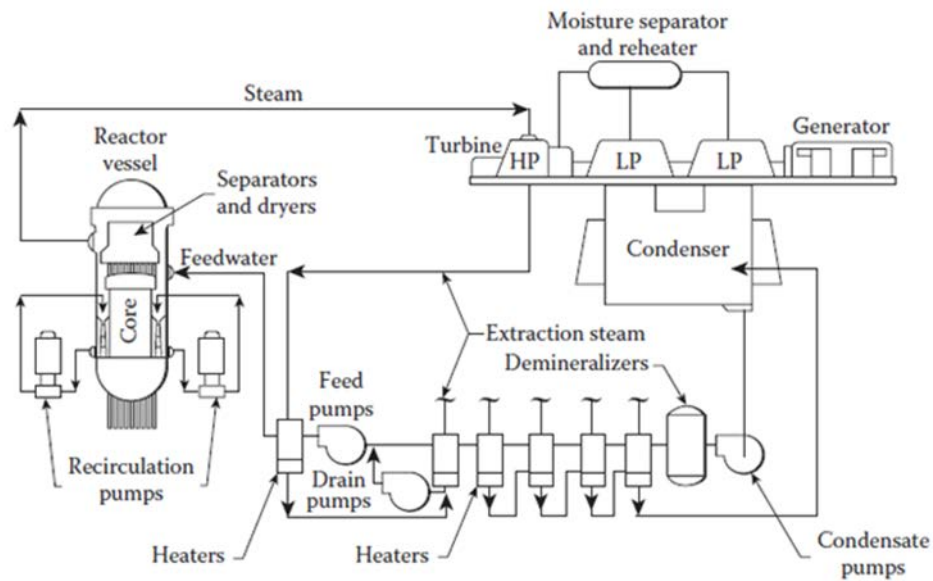 Moisture separator
and reheater
Steam
Reactor
vessel
Turbine
HP
LP
LP
Generator
Separators
and dryers
Feedwater
Condenser
Core
Extraction steam
Demineralizers
Feed
pumps
Recirculation
pumps
Drain
pumps
Heaters
Heaters
Condensate
pumps